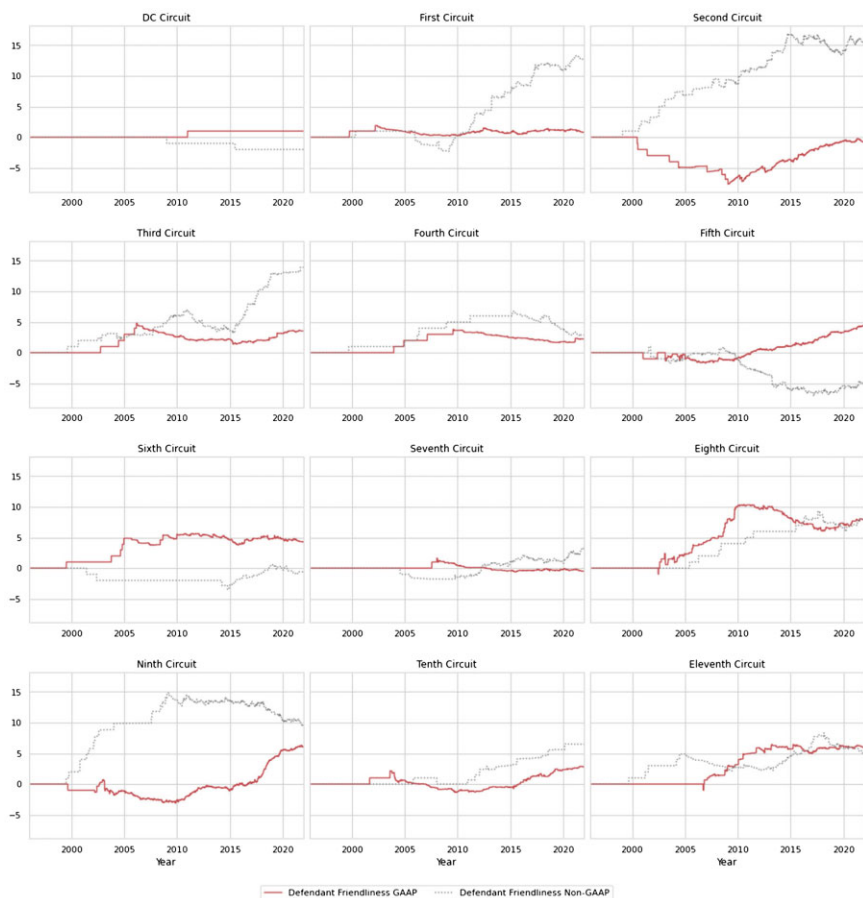 DC Circuit First Circuit Second Circuit
15
10
5
0
−5
2000 2005 2010 2015 2020 2000 2005 2010 2015 2020 2000 2005 2010 2015 2020
Third Circuit Fourth Circuit Fifth Circuit
15
10
5
0
−5
2000 2005 2010 2015 2020 2000 2005 2010 2015 2020 2000 2005 2010 2015 2020
Sixth Circuit Seventh Circuit Eighth Circuit
15
10
5
0
−5
2000 2005 2010 2015 2020 2000 2005 2010 2015 2020 2000 2005 2010 2015 2020
Ninth Circuit Tenth Circuit Eleventh Circuit
15
10
5
0
−5
2000 2005 2010 2015 2020 2000 2005 2010 2015 2020 2000 2005 2010 2015 2020
Year Year Year
Defendant Friendliness GAAP Defendant Friendliness Non-GAAP